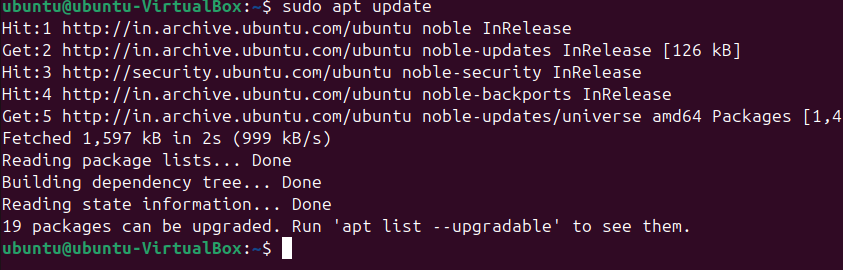 ubuntu@ubuntu-VirtualBox:~$ sudo apt update
Hit:1 http://in.archive.ubuntu.com/ubuntu noble InRelease
Get:2 http://in.archive.ubuntu.com/ubuntu noble-updates InRelease [126 kB]
Hit:3 http://security.ubuntu.com/ubuntu noble-security InRelease
Hit:4 http://in.archive.ubuntu.com/ubuntu noble-backports InRelease
Get:5 http://in.archive.ubuntu.com/ubuntu noble-updates/universe amd64 Packages [1,4
Fetched 1,597 kB in 2s (999 kB/s)
Reading package lists... Done
Building dependency tree... Done
Reading state information... Done
19 packages can be upgraded. Run 'apt list --upgradable' to see them.
ubuntu@ubuntu-VirtualBox:~$